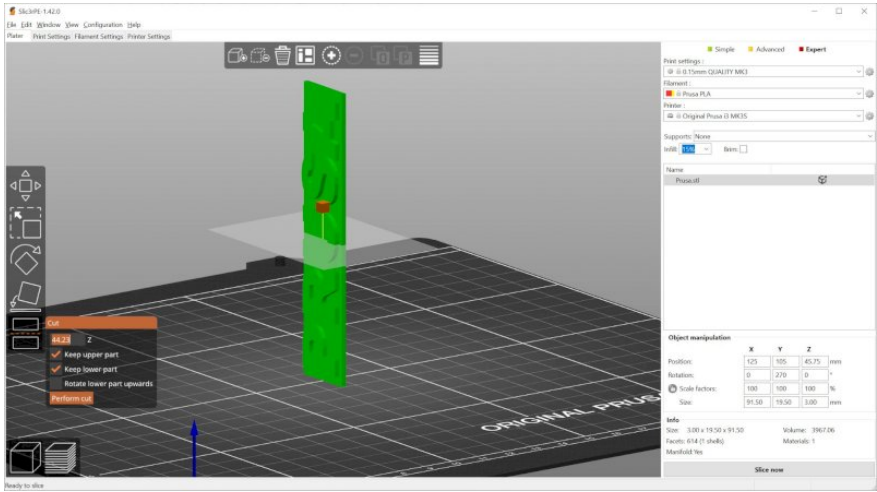 Slic3rPE-1.42.0
File Edit Window View Configuration Help
Plater Print Settings Filament Settings Printer Settings
Simple Advanced Expert
Print settings :
0.15mm QUALITY MK3
Filament :
Prusa PLA
Printer :
Original Prusa i3 MK3S
Supports: None
Infill: 15% Brim:
Name
Pruse.stl
Cut
44.23 Z
Keep upper part
Keep lower part
Rotate lower part upwards
Perform cut
ORIGINAL PRUS
Object manipulation
X Y Z
Position: 125 105 45.75 mm
Rotation: 0 270 0 °
Scale factors: 100 100 100 %
Size: 91.50 19.50 3.00 mm
Info
Size: 3.00 x 19.50 x 91.50 Volume: 3967.06
Facets: 614 (1 shells) Materials: 1
Manifold: Yes
Slice now
Ready to slice